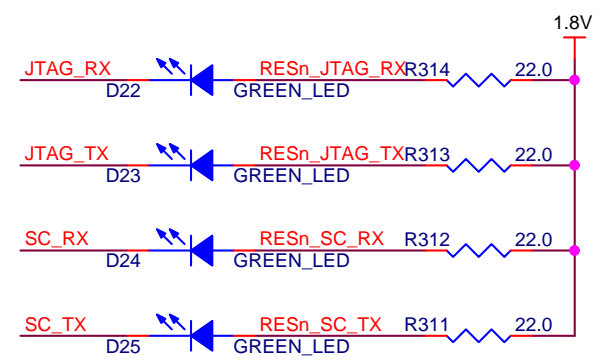 1.8V
JTAG_RX RESn_JTAG_RX R314 22.0
D22 GREEN_LED
JTAG_TX RESn_JTAG_TX R313 22.0
D23 GREEN_LED
SC_RX RESn_SC_RX R312 22.0
D24 GREEN_LED
SC_TX RESn_SC_TX R311 22.0
D25 GREEN_LED